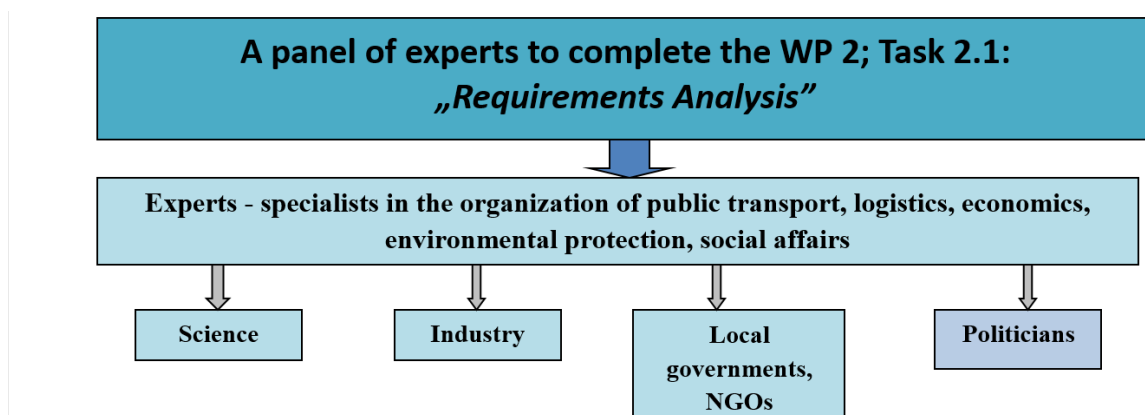 A panel of experts to complete the WP 2; Task 2.1:
„Requirements Analysis”
Experts - specialists in the organization of public transport, logistics, economics,
environmental protection, social affairs
Science
Industry
Local
governments,
NGOs
Politicians